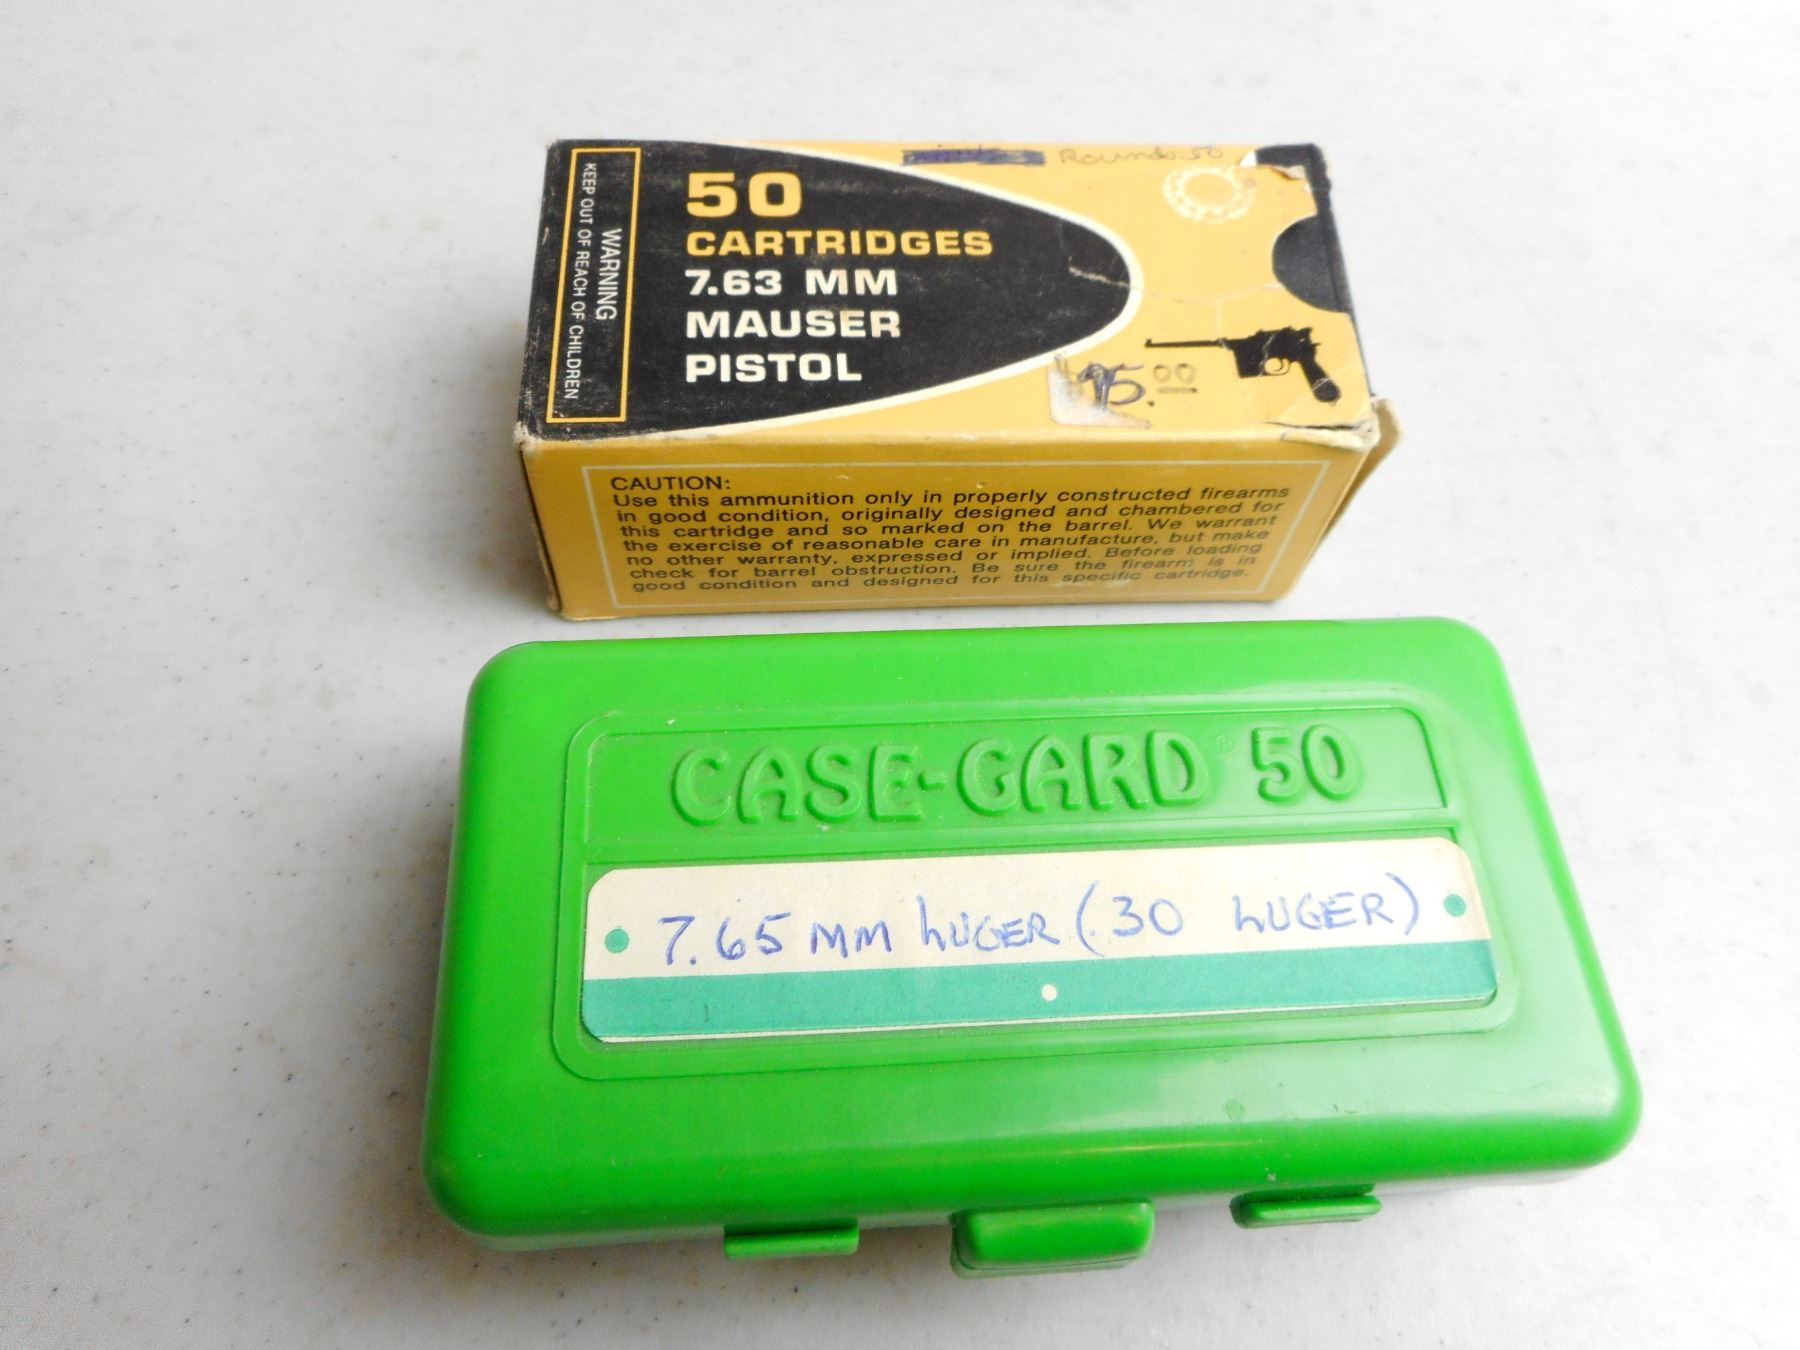 Rounds: 50
50
CARTRIDGES
7.63 MM
MAUSER
PISTOL
WARNING
KEEP OUT OF REACH OF CHILDREN
95.00
CAUTION:
Use this ammunition only in properly constructed firearms
in good condition, originally designed and chambered for
this cartridge and so marked on the barrel. We warrant
the exercise of reasonable care in manufacture, but make
no other warranty, expressed or implied. Before loading
check for barrel obstruction. Be sure the firearm is in
good condition and designed for this specific cartridge.
CASE-GARD® 50
7.65 MM LUGER (.30 LUGER)